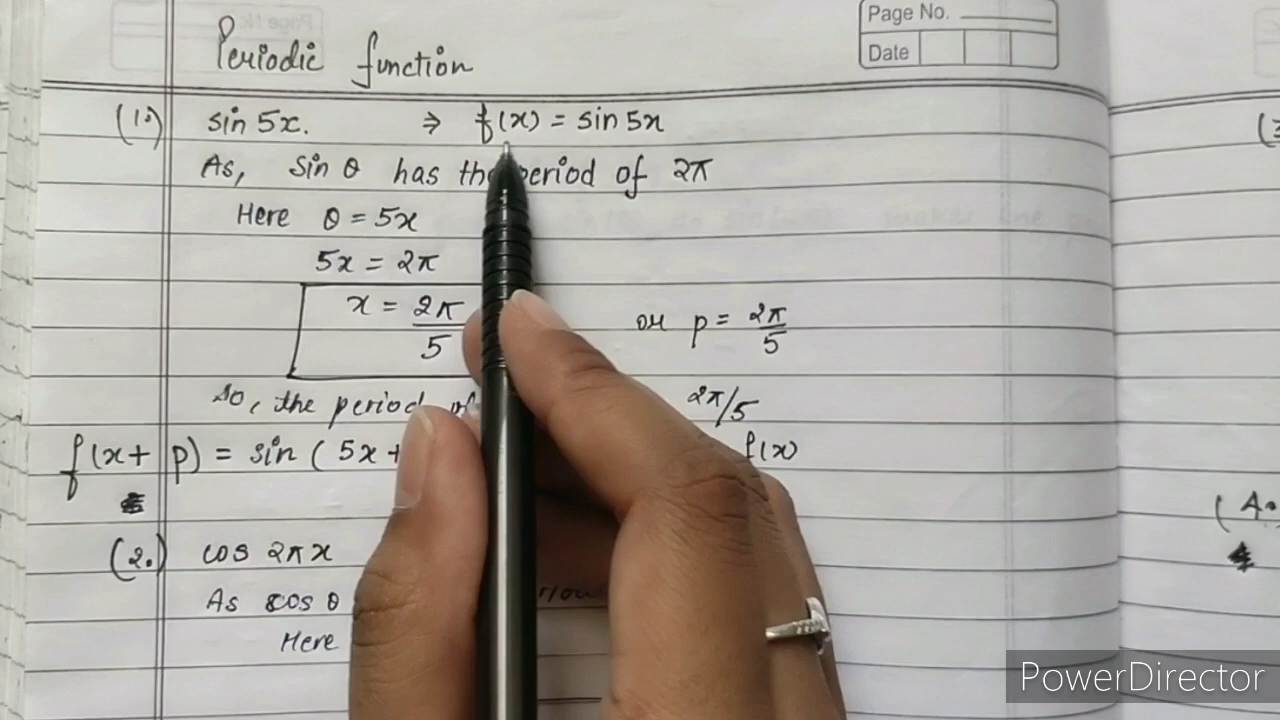 Page No.
Date
Periodic function
(1.) sin 5x. ⇒ f(x) = sin 5x
As, sin θ has the period of 2π
Here θ = 5x
5x = 2π
x = 2π/5 or p = 2π/5
so, the period of 2π/5
f(x + p) = sin ( 5x + f(x)
(2.) cos 2πx
As cos θ
Here
(A.
PowerDirector